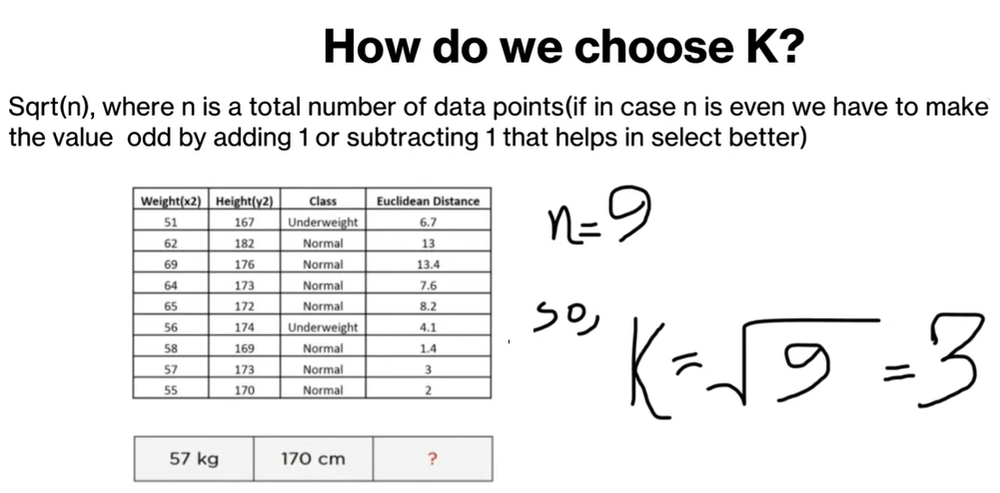 How do we choose K?
Sqrt(n), where n is a total number of data points(if in case n is even we have to make
the value odd by adding 1 or subtracting 1 that helps in select better)
Weight(x2) Height(y2) Class Euclidean Distance
51 167 Underweight 6.7
62 182 Normal 13
69 176 Normal 13.4
64 173 Normal 7.6
65 172 Normal 8.2
56 174 Underweight 4.1
58 169 Normal 1.4
57 173 Normal 3
55 170 Normal 2
57 kg 170 cm ?
n=9
so,
K=√9=3